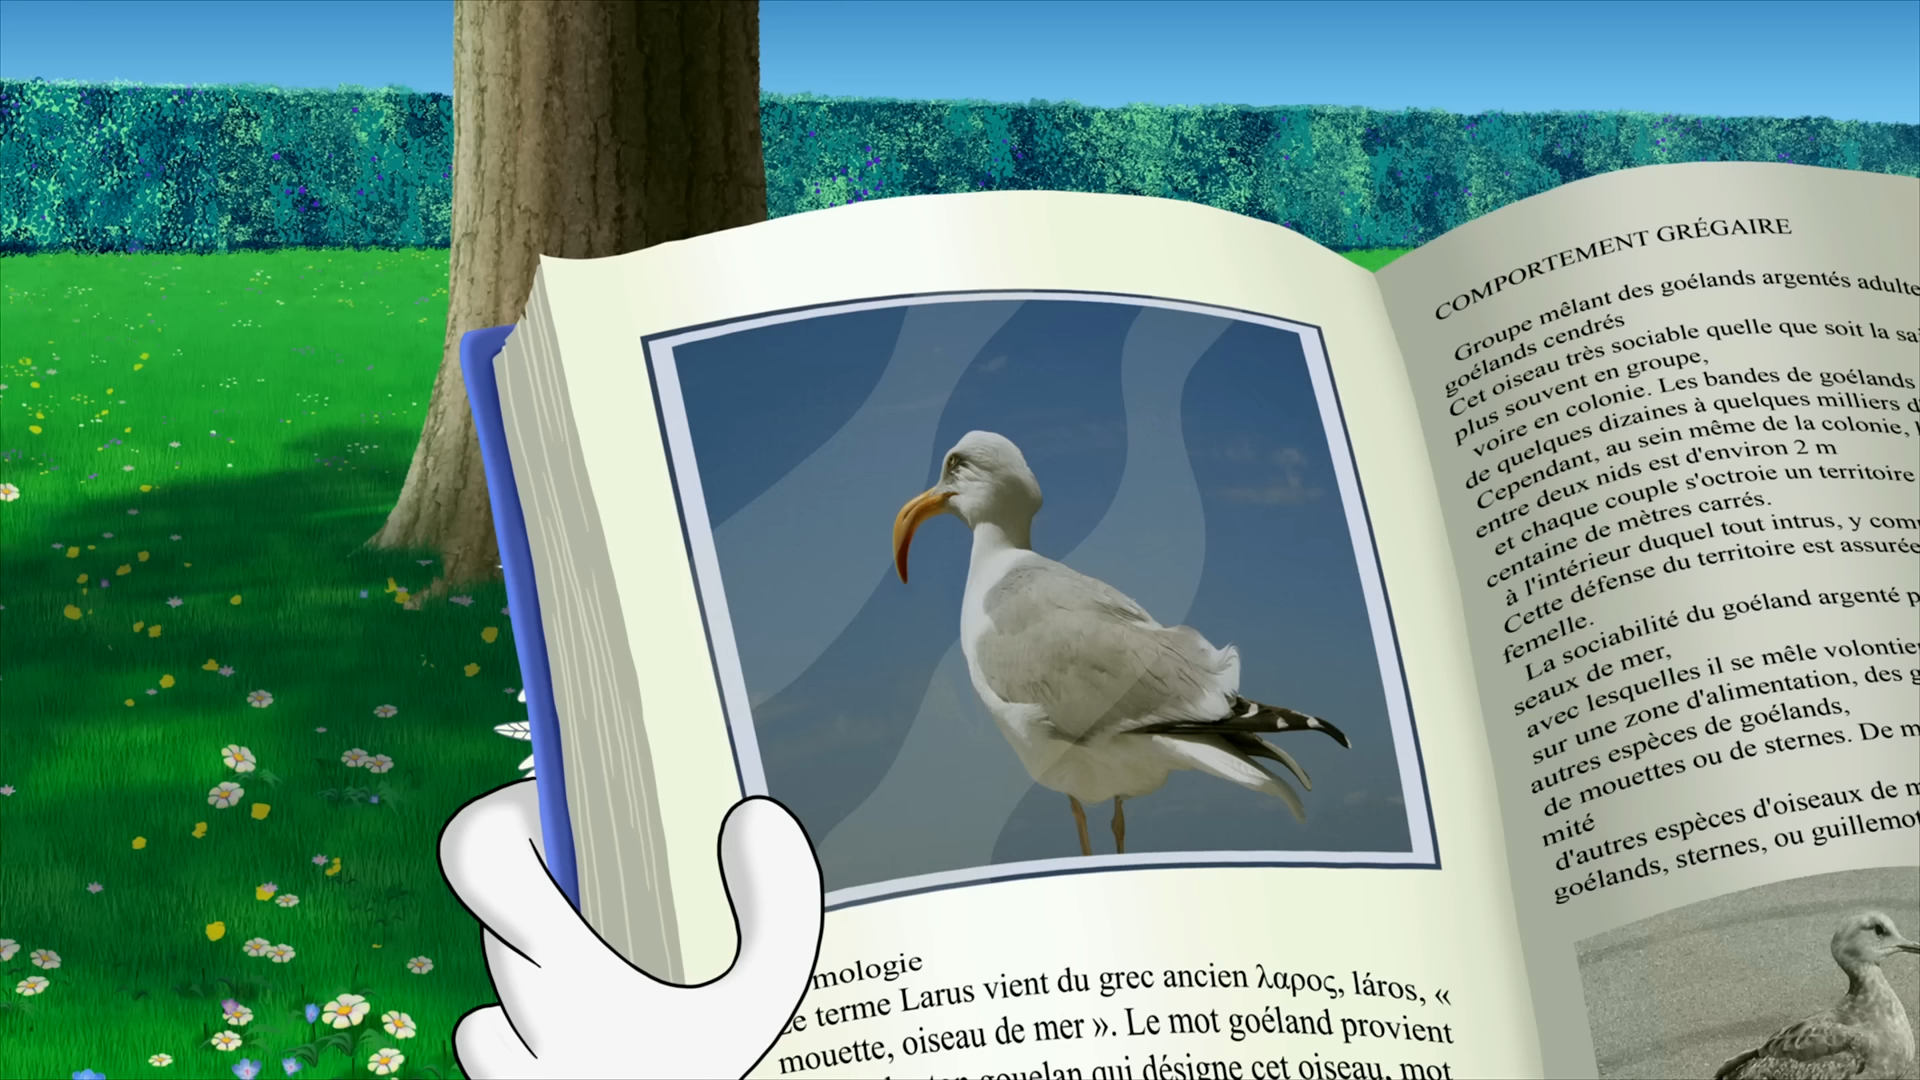 mologie
terme Larus vient du grec ancien λαρος, láros, «
mouette, oiseau de mer ». Le mot goéland provient
gouelan qui désigne cet oiseau, mot
COMPORTEMENT GRÉGAIRE
Groupe mêlant des goélands argentés adulte
goélands cendrés
Cet oiseau très sociable quelle que soit la sai
plus souvent en groupe,
voire en colonie. Les bandes de goélands
de quelques dizaines à quelques milliers d'
Cependant, au sein même de la colonie, l
entre deux nids est d'environ 2 m
et chaque couple s'octroie un territoire
centaine de mètres carrés.
à l'intérieur duquel tout intrus, y com
Cette défense du territoire est assurée
femelle.
La sociabilité du goéland argenté p
seaux de mer,
avec lesquelles il se mêle volontie
sur une zone d'alimentation, des g
autres espèces de goélands,
de mouettes ou de sternes. De m
mité
d'autres espèces d'oiseaux de m
goélands, sternes, ou guillemot